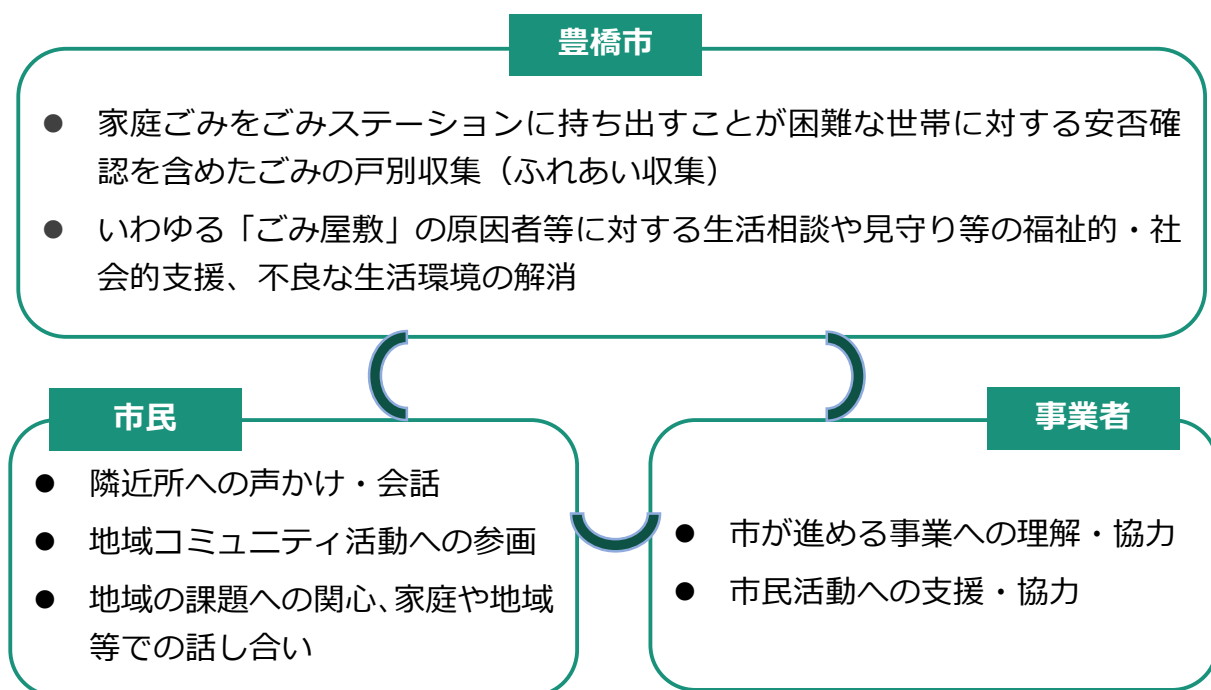 豊橋市
● 家庭ごみをごみステーションに持ち出すことが困難な世帯に対する安否確
認を含めたごみの戸別収集（ふれあい収集）
● いわゆる「ごみ屋敷」の原因者等に対する生活相談や見守り等の福祉的・社
会的支援、不良な生活環境の解消
市民
● 隣近所への声かけ・会話
● 地域コミュニティ活動への参画
● 地域の課題への関心、家庭や地域
等での話し合い
事業者
● 市が進める事業への理解・協力
● 市民活動への支援・協力